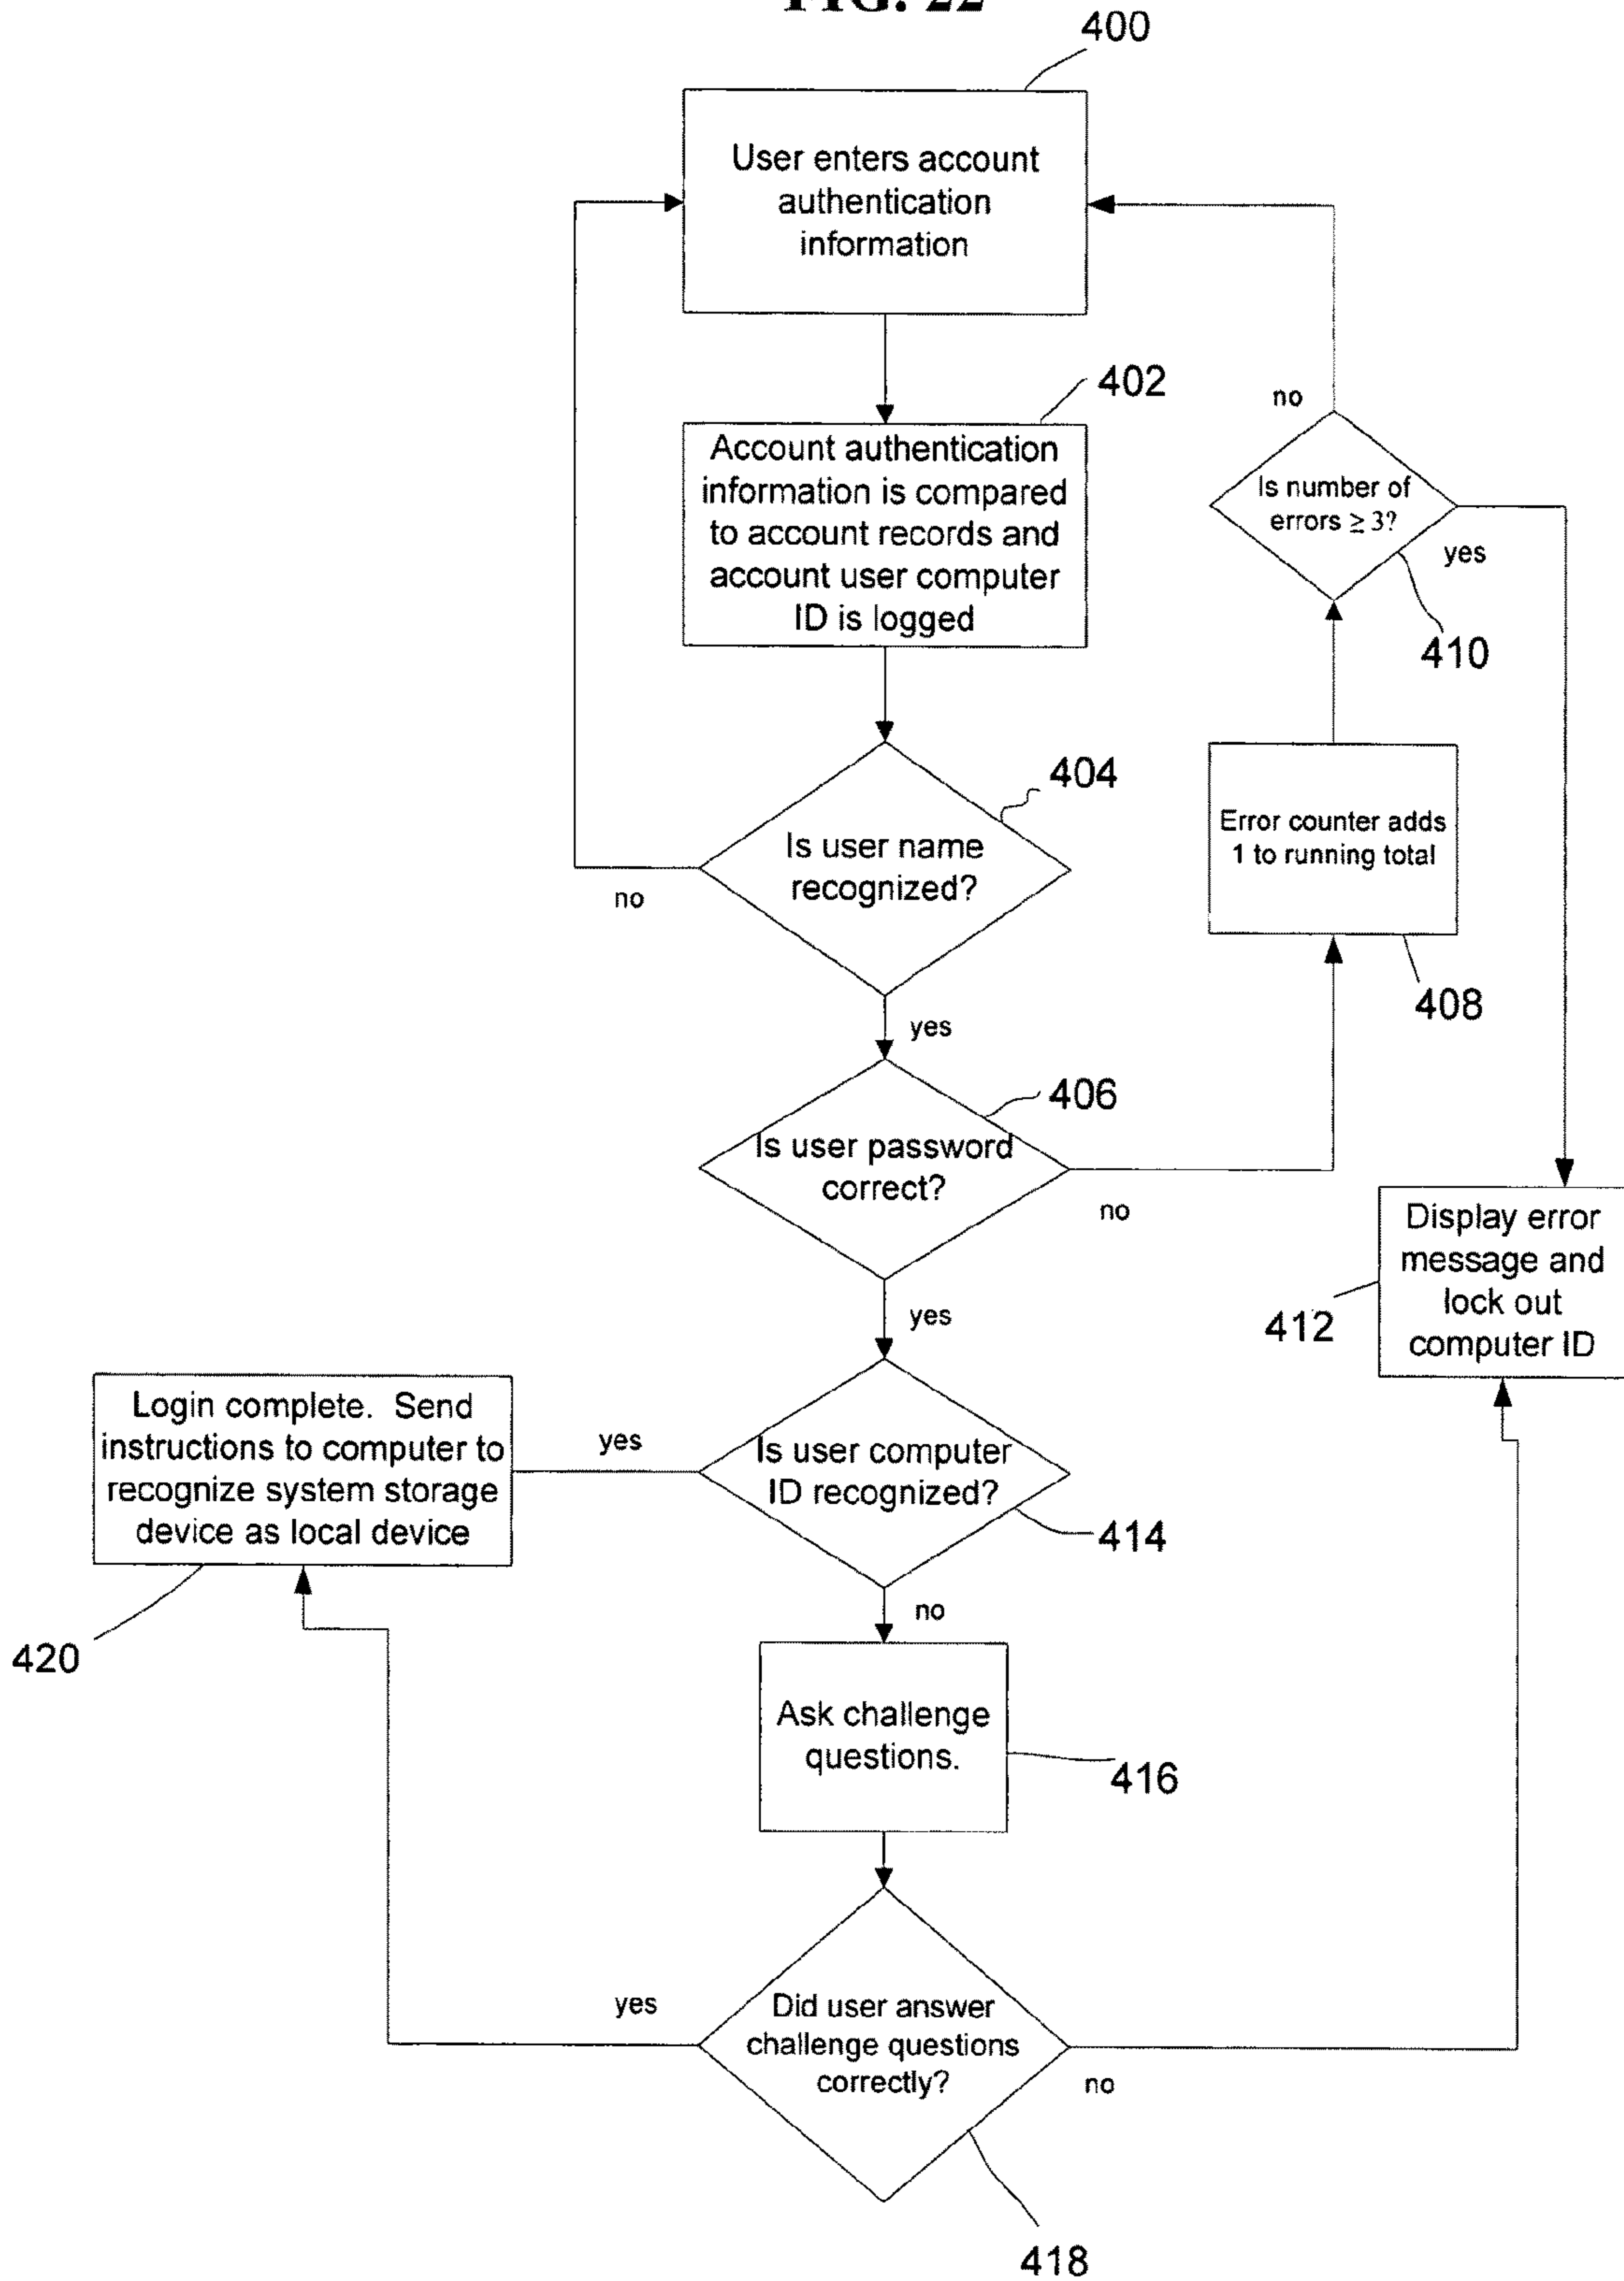 FIG. 22
400
User enters account
authentication
information
402
Account authentication
information is compared
to account records and
account user computer
ID is logged
no
Is number of
errors ≥ 3?
yes
410
404
Is user name
recognized?
no
Error counter adds
1 to running total
408
yes
406
Is user password
correct?
no
yes
Display error
message and
lock out
computer ID
412
Login complete. Send
instructions to computer to
recognize system storage
device as local device
420
yes
Is user computer
ID recognized?
414
no
Ask challenge
questions.
416
yes
Did user answer
challenge questions
correctly?
no
418